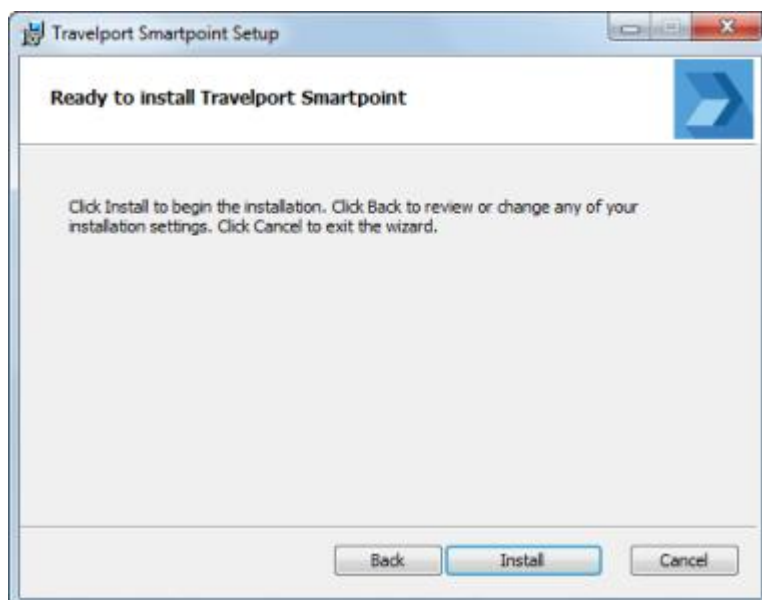 Travelport Smartpoint Setup
Ready to install Travelport Smartpoint
Click Install to begin the installation. Click Back to review or change any of your
installation settings. Click Cancel to exit the wizard.
Back Install Cancel